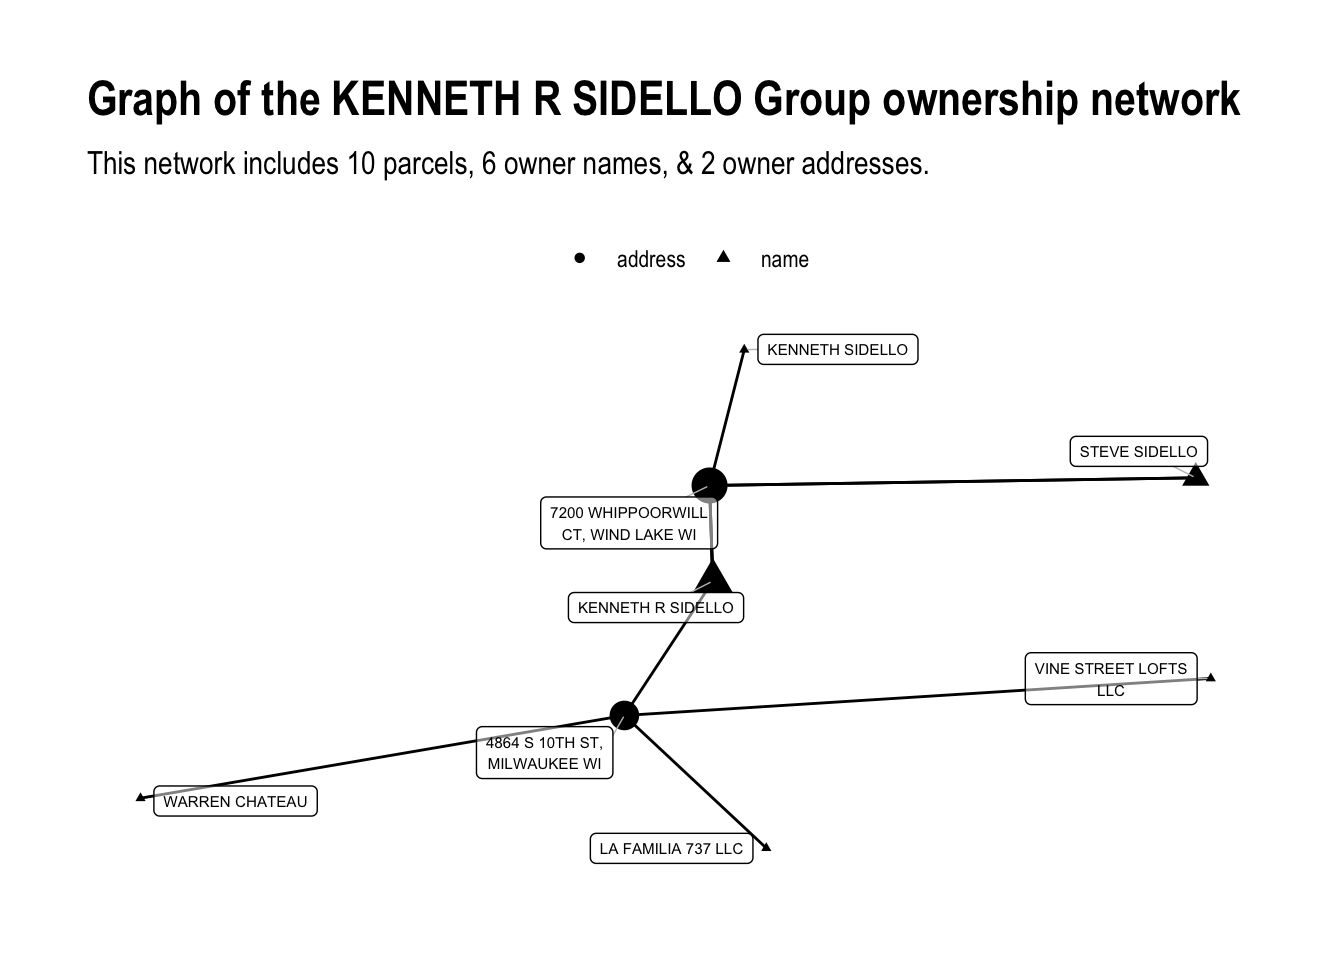 Graph of the KENNETH R SIDELLO Group ownership network
This network includes 10 parcels, 6 owner names, & 2 owner addresses.
address name
KENNETH SIDELLO
STEVE SIDELLO
7200 WHIPPOORWILL
CT, WIND LAKE WI
KENNETH R SIDELLO
VINE STREET LOFTS
LLC
4864 S 10TH ST,
MILWAUKEE WI
WARREN CHATEAU
LA FAMILIA 737 LLC